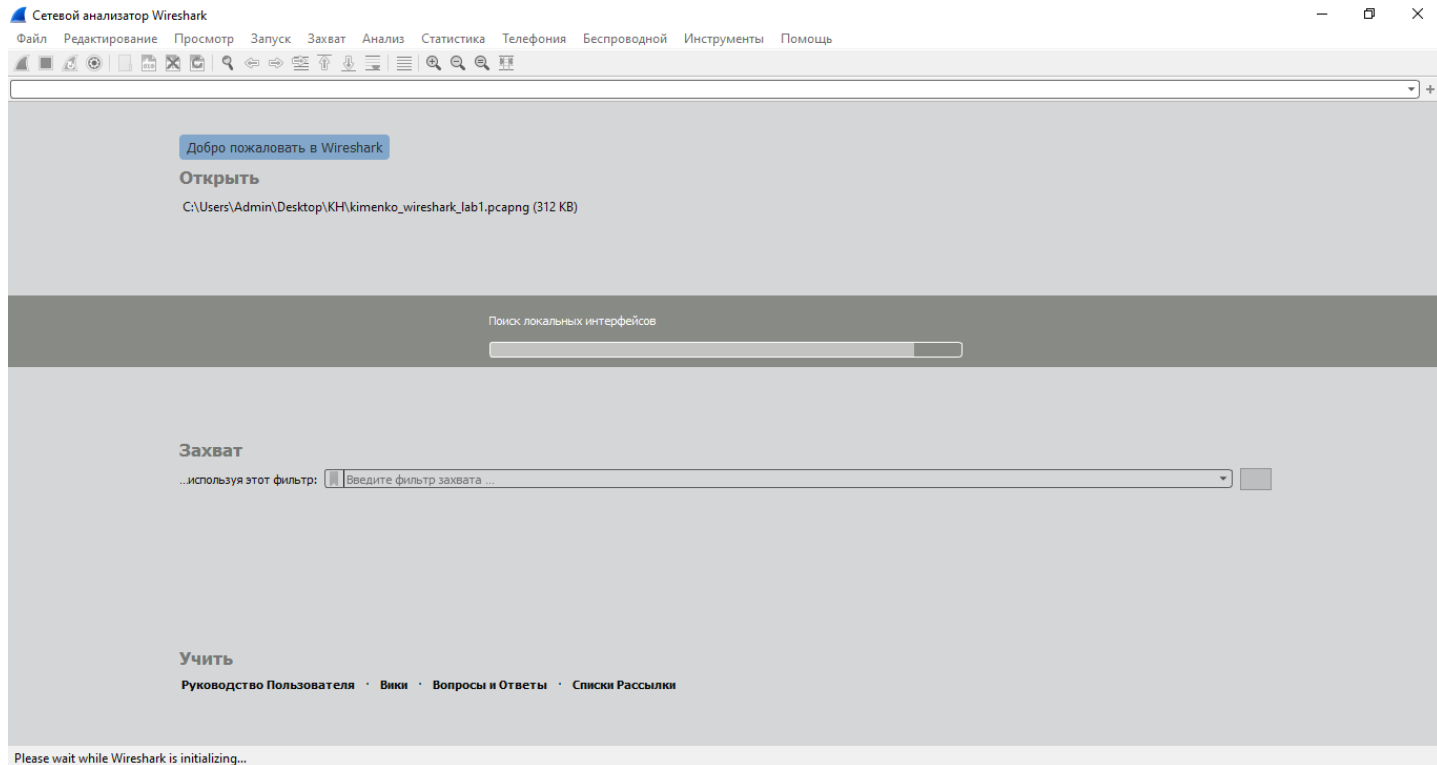 Сетевой анализатор Wireshark
Файл Редактирование Просмотр Запуск Захват Анализ Статистика Телефония Беспроводной Инструменты Помощь
Добро пожаловать в Wireshark
Открыть
C:\Users\Admin\Desktop\KH\kimenko_wireshark_lab1.pcapng (312 KB)
Поиск локальных интерфейсов
Захват
...используя этот фильтр: Введите фильтр захвата ...
Учить
Руководство Пользователя · Вики · Вопросы и Ответы · Списки Рассылки
Please wait while Wireshark is initializing...